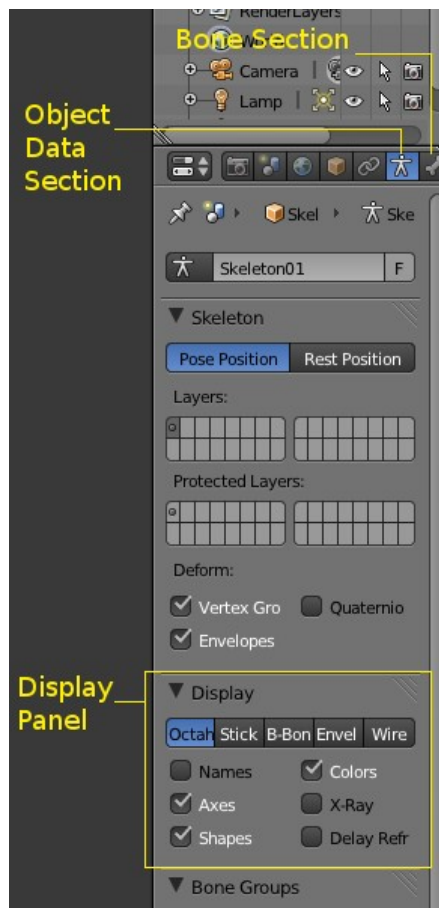 RenderLayers
Bone Section
Camera
Lamp
Object
Data
Section
Skel
Ske
Skeleton01
F
Skeleton
Pose Position Rest Position
Layers:
Protected Layers:
Deform:
Vertex Gro Quaternio
Envelopes
Display
Panel
Display
Octah Stick B-Bon Envel Wire
Names Colors
Axes X-Ray
Shapes Delay Refr
Bone Groups